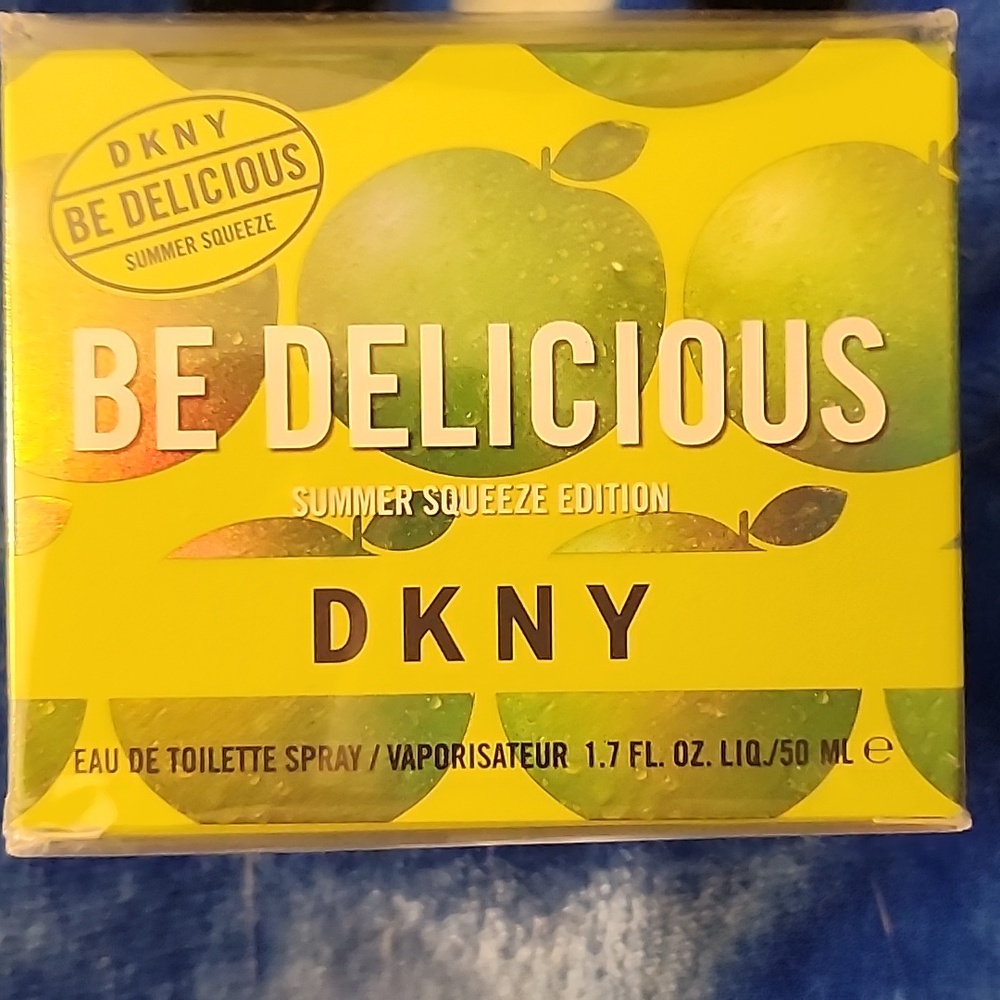 DKNY
BE DELICIOUS
SUMMER SQUEEZE
BE DELICIOUS
SUMMER SQUEEZE EDITION
DKNY
EAU DE TOILETTE SPRAY / VAPORISATEUR 1.7 FL. OZ. LIQ./50 ML ℮